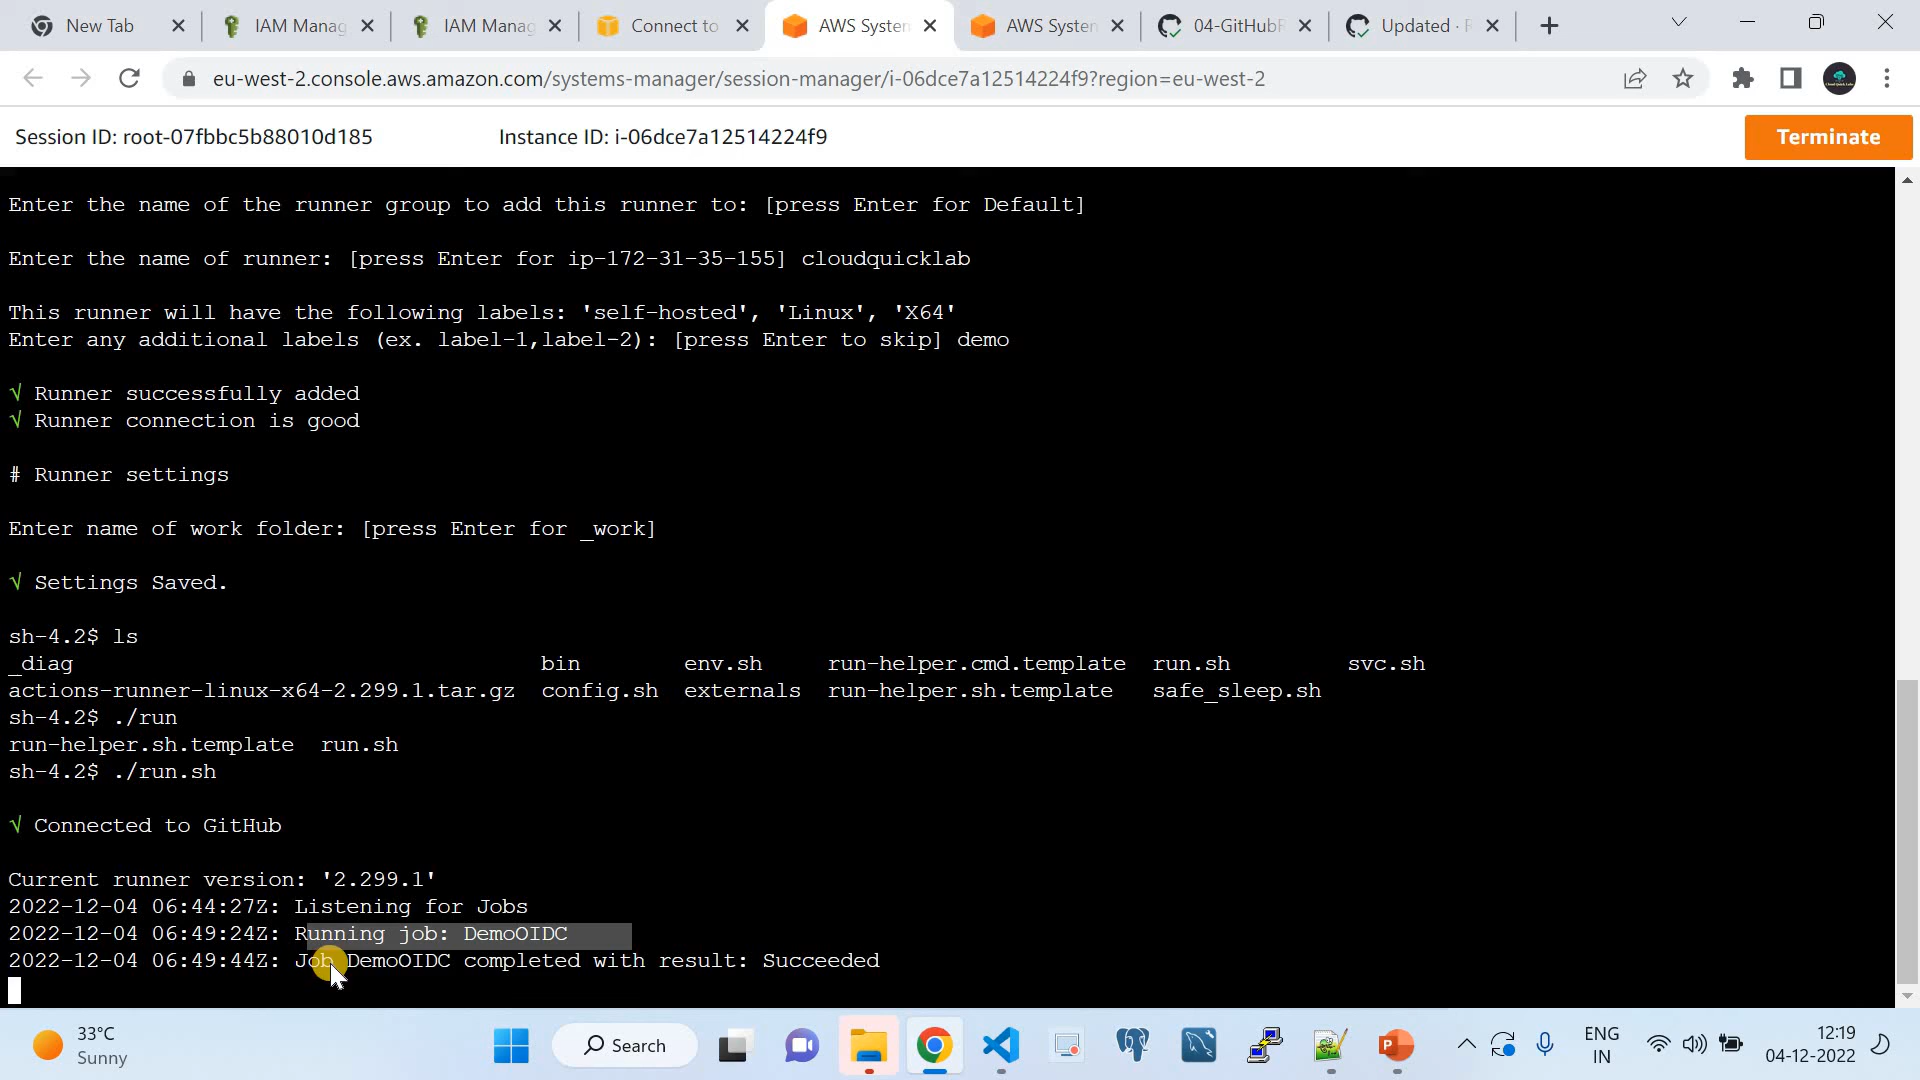 New Tab
IAM Manag
IAM Manag
Connect to
AWS System
AWS System
04-GitHubR
Updated · R
eu-west-2.console.aws.amazon.com/systems-manager/session-manager/i-06dce7a12514224f9?region=eu-west-2
Session ID: root-07fbbc5b88010d185
Instance ID: i-06dce7a12514224f9
Terminate
Enter the name of the runner group to add this runner to: [press Enter for Default]
Enter the name of runner: [press Enter for ip-172-31-35-155] cloudquicklab
This runner will have the following labels: 'self-hosted', 'Linux', 'X64'
Enter any additional labels (ex. label-1,label-2): [press Enter to skip] demo
√ Runner successfully added
√ Runner connection is good
# Runner settings
Enter name of work folder: [press Enter for _work]
√ Settings Saved.
sh-4.2$ ls
_diag bin env.sh run-helper.cmd.template run.sh svc.sh
actions-runner-linux-x64-2.299.1.tar.gz config.sh externals run-helper.sh.template safe_sleep.sh
sh-4.2$ ./run
run-helper.sh.template run.sh
sh-4.2$ ./run.sh
√ Connected to GitHub
Current runner version: '2.299.1'
2022-12-04 06:44:27Z: Listening for Jobs
2022-12-04 06:49:24Z: Running job: DemoOIDC
2022-12-04 06:49:44Z: Job DemoOIDC completed with result: Succeeded
33°C
Sunny
Search
ENG
IN
12:19
04-12-2022